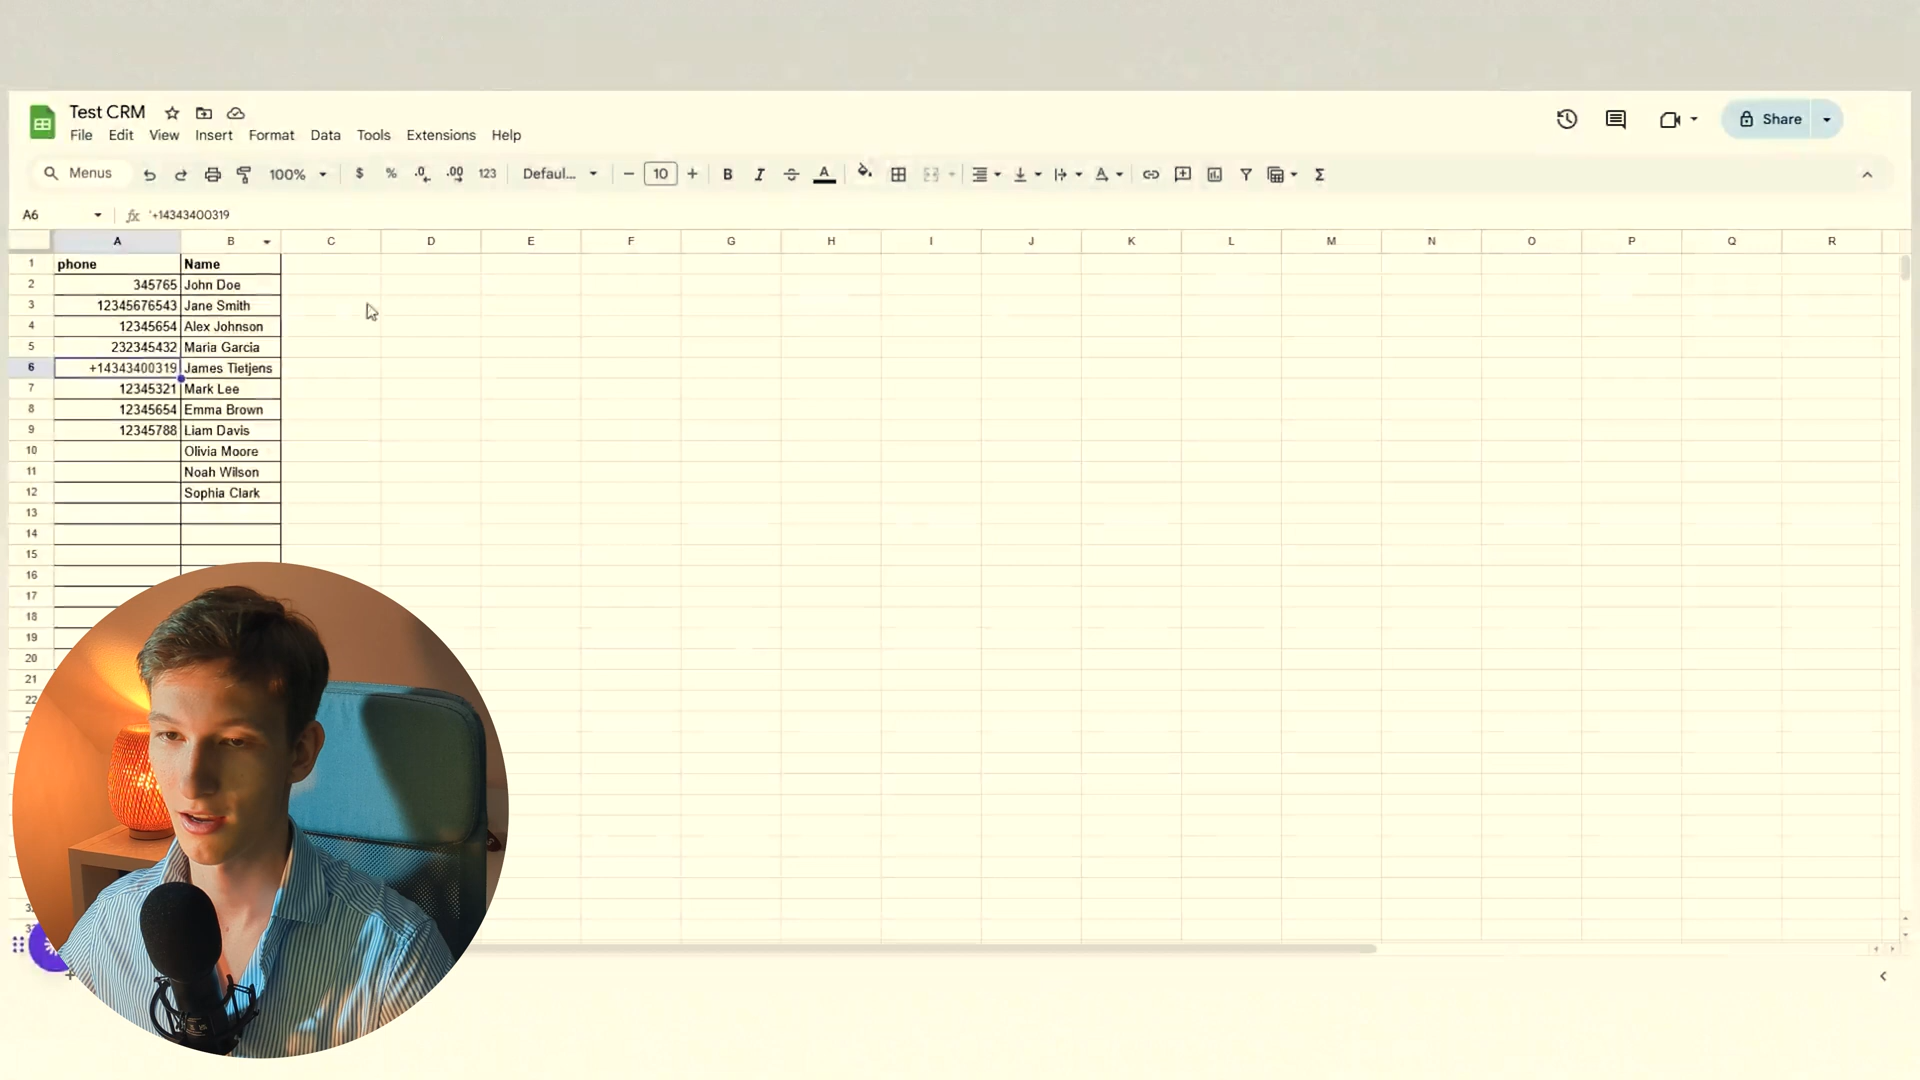 Test CRM
File Edit View Insert Format Data Tools Extensions Help
Share
Menus 100% $ % .0 .00 123 Defaul... − 10 + B I S A Σ
A6 fx '+14343400319
A B C D E F G H I J K L M N O P Q R
1 phone Name
2 345765 John Doe
3 12345676543 Jane Smith
4 12345654 Alex Johnson
5 232345432 Maria Garcia
6 +14343400319 James Tietjens
7 12345321 Mark Lee
8 12345654 Emma Brown
9 12345788 Liam Davis
10 Olivia Moore
11 Noah Wilson
12 Sophia Clark
13
14
15
16
17
18
19
20
21
22